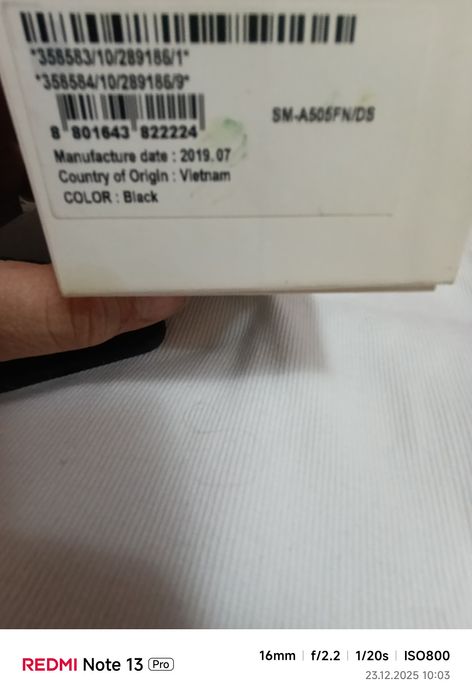 *358583/10/289186/1*
*358584/10/289186/9*
SM-A505FN/DS
8 801643 822224
Manufacture date : 2019.07
Country of Origin : Vietnam
COLOR : Black
REDMI Note 13 Pro
16mm | f/2.2 | 1/20s | ISO800
23.12.2025 10:03